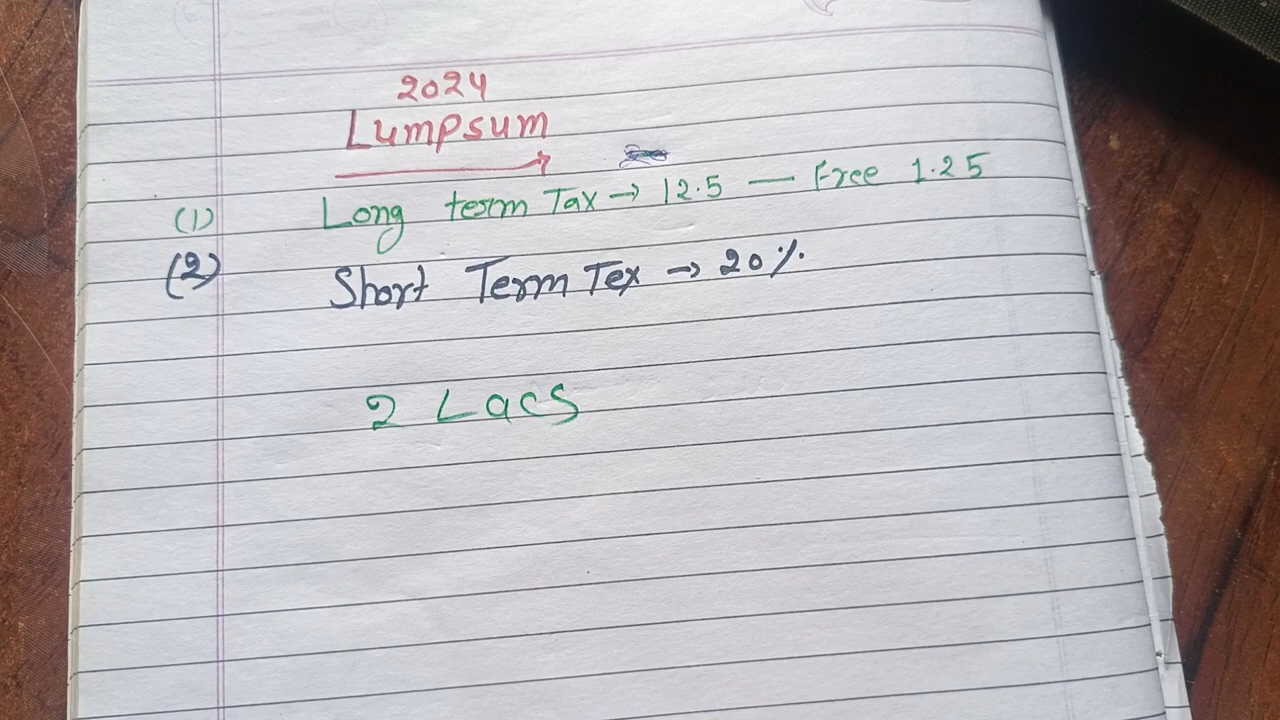 2024
Lumpsum
(1) Long term Tax → 12.5 — Free 1.25
(2) Short Term Tex → 20%
2 Lacs